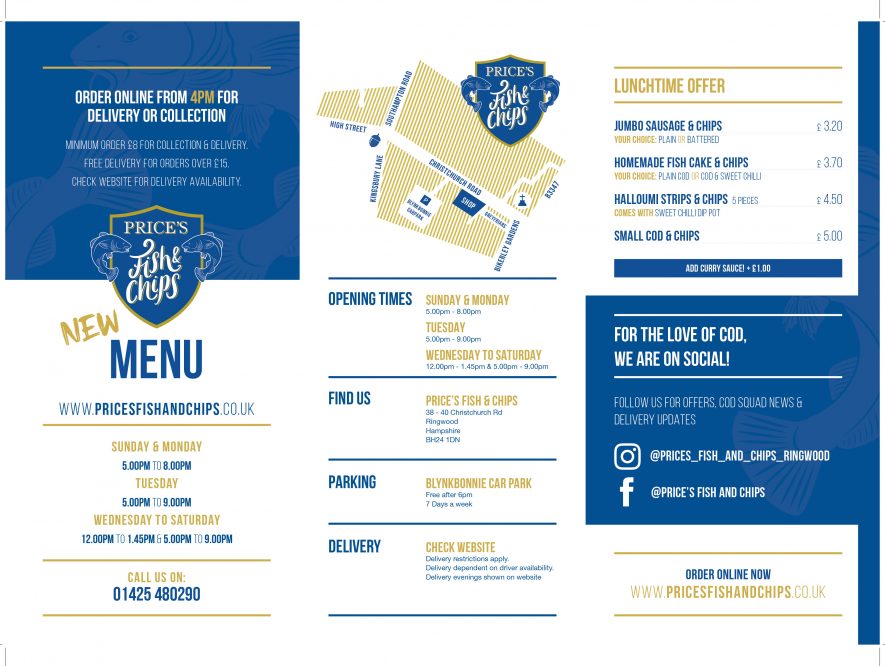 ORDER ONLINE FROM 4PM FOR
DELIVERY OR COLLECTION
MINIMUM ORDER £8 FOR COLLECTION & DELIVERY.
FREE DELIVERY FOR ORDERS OVER £15.
CHECK WEBSITE FOR DELIVERY AVAILABILITY.
PRICE'S
Fish &
Chips
NEW
MENU
WWW.PRICESFISHANDCHIPS.CO.UK
SUNDAY & MONDAY
5.00PM TO 8.00PM
TUESDAY
5.00PM TO 9.00PM
WEDNESDAY TO SATURDAY
12.00PM TO 1.45PM & 5.00PM TO 9.00PM
CALL US ON:
01425 480290
PRICE'S
Fish &
Chips
HIGH STREET
SOUTHAMPTON ROAD
KINGSBURY LANE
CHRISTCHURCH ROAD
P
BLYNKBONNIE
CARPARK
SHOP
GREYFRIARS
B3347
BIKERLEY GARDENS
OPENING TIMES
SUNDAY & MONDAY
5.00pm - 8.00pm
TUESDAY
5.00pm - 9.00pm
WEDNESDAY TO SATURDAY
12.00pm - 1.45pm & 5.00pm - 9.00pm
FIND US
PRICE'S FISH & CHIPS
38 - 40 Christchurch Rd
Ringwood
Hampshire
BH24 1DN
PARKING
BLYNKBONNIE CAR PARK
Free after 6pm
7 Days a week
DELIVERY
CHECK WEBSITE
Delivery restrictions apply.
Delivery dependent on driver availability.
Delivery evenings shown on website
LUNCHTIME OFFER
JUMBO SAUSAGE & CHIPS £ 3.20
YOUR CHOICE: PLAIN OR BATTERED
HOMEMADE FISH CAKE & CHIPS £ 3.70
YOUR CHOICE: PLAIN COD OR COD & SWEET CHILLI
HALLOUMI STRIPS & CHIPS 5 PIECES £ 4.50
COMES WITH SWEET CHILLI DIP POT
SMALL COD & CHIPS £ 5.00
ADD CURRY SAUCE! + £1.00
FOR THE LOVE OF COD,
WE ARE ON SOCIAL!
FOLLOW US FOR OFFERS, COD SQUAD NEWS &
DELIVERY UPDATES
@PRICES_FISH_AND_CHIPS_RINGWOOD
@PRICE'S FISH AND CHIPS
ORDER ONLINE NOW
WWW.PRICESFISHANDCHIPS.CO.UK